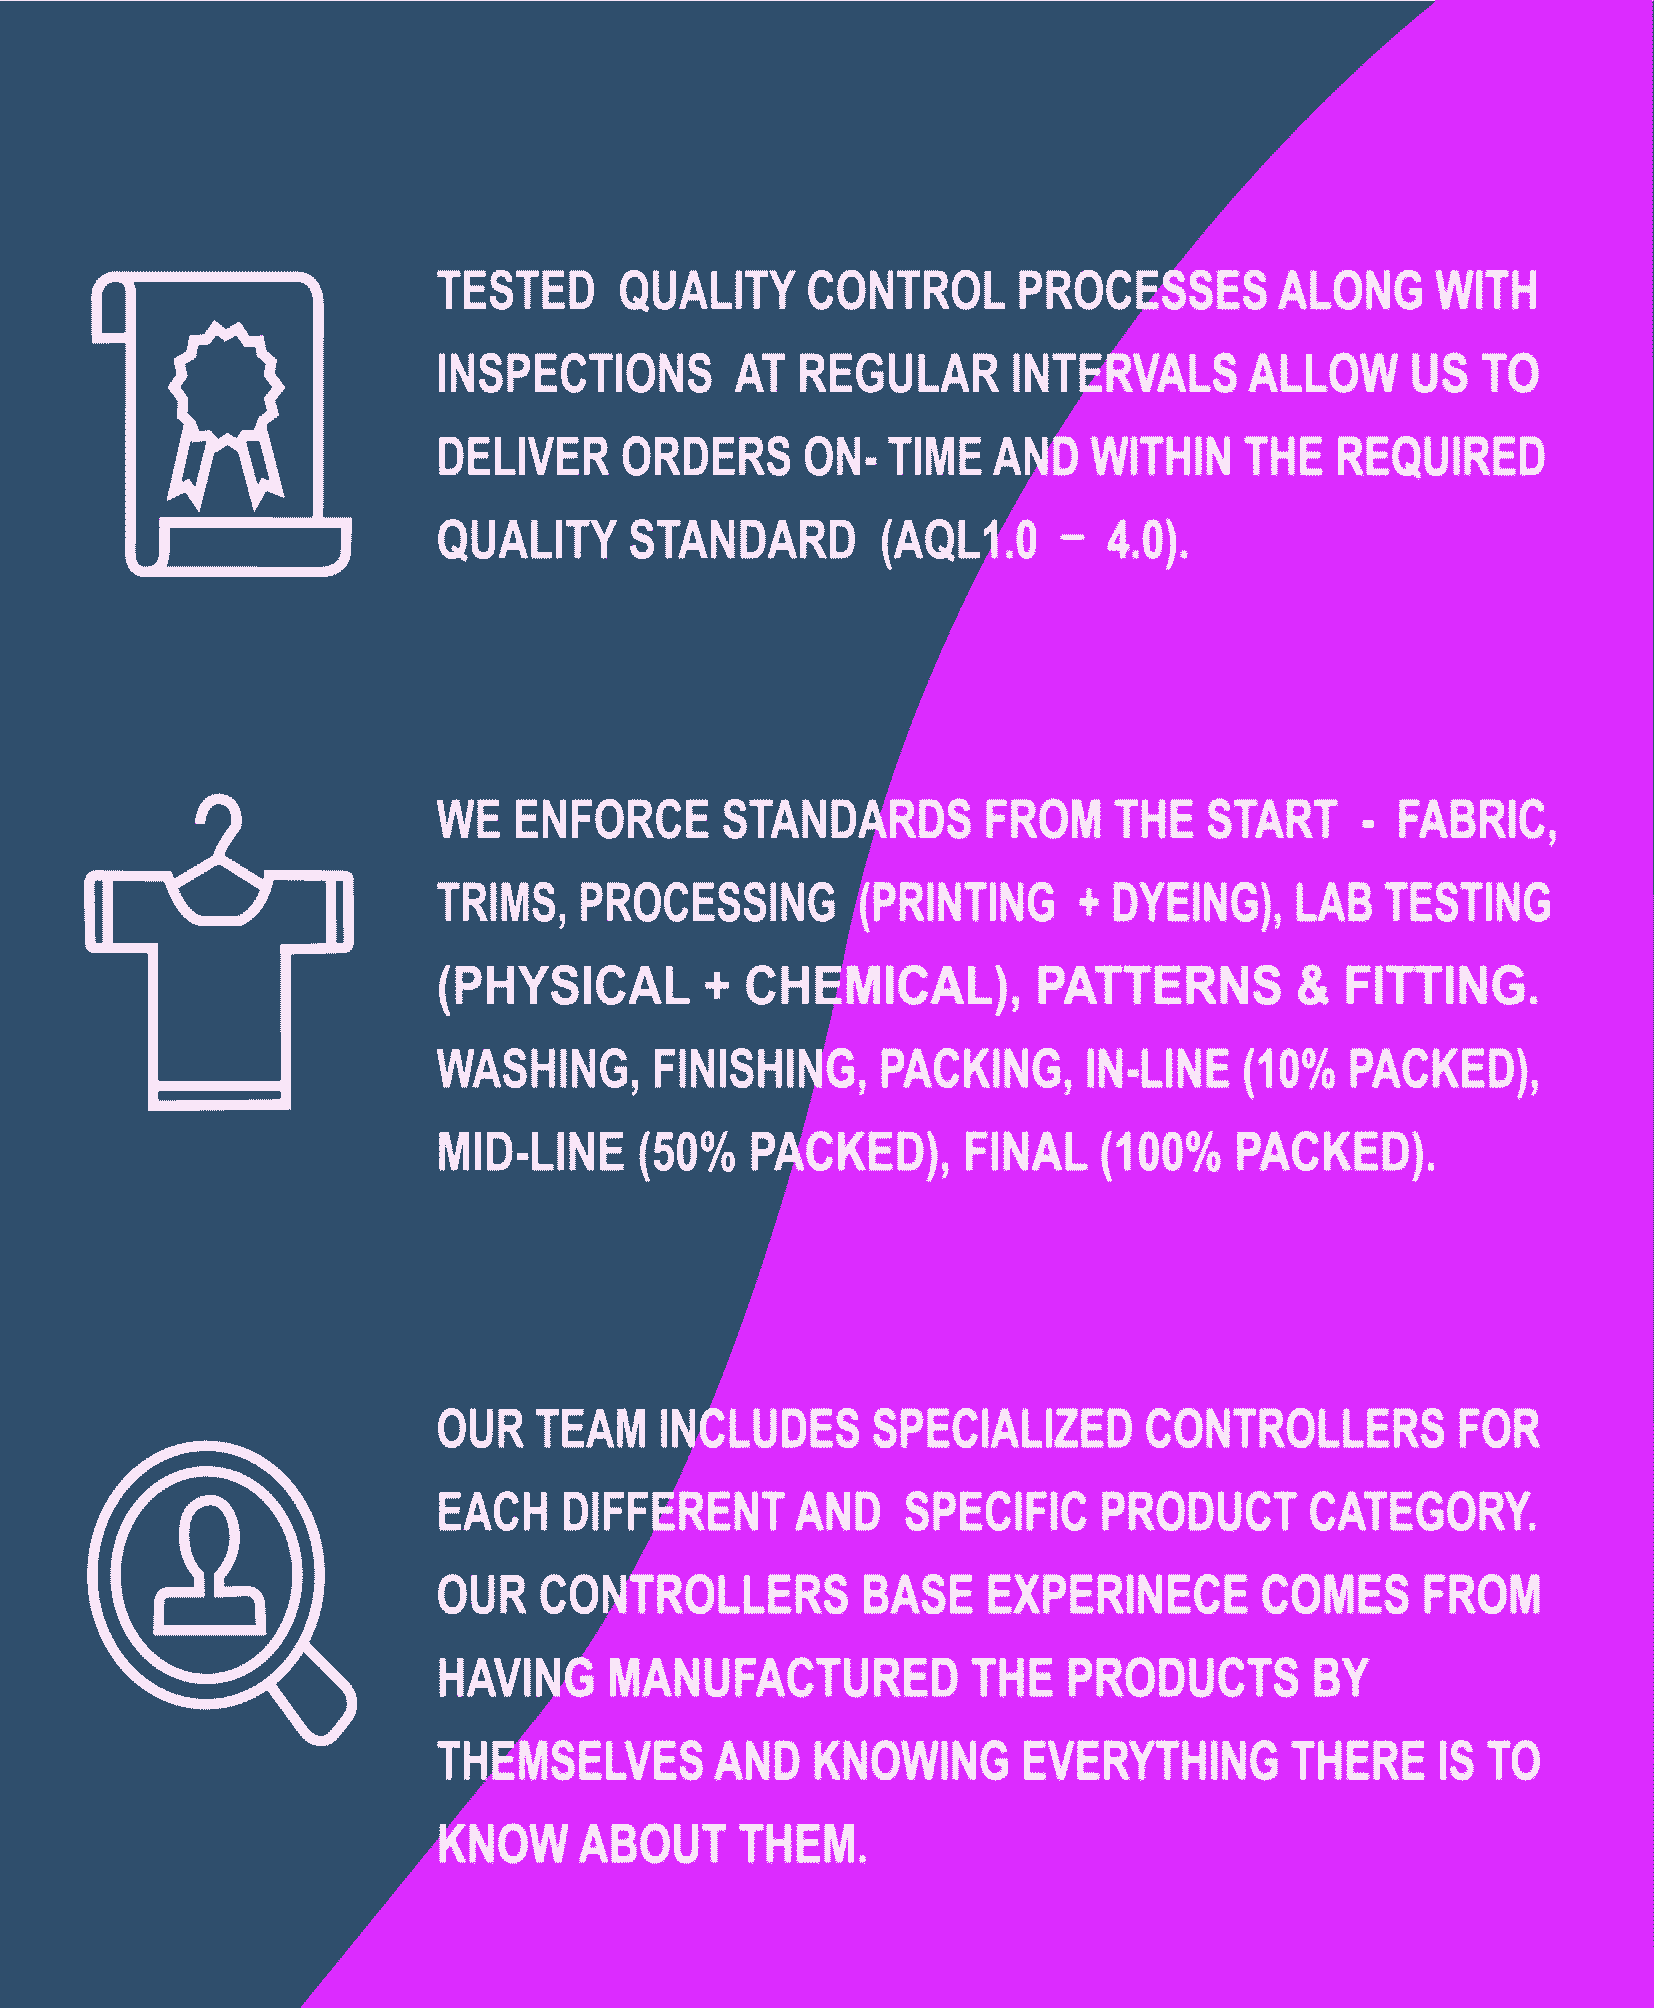 TESTED QUALITY CONTROL PROCESSES ALONG WITH
INSPECTIONS AT REGULAR INTERVALS ALLOW US TO
DELIVER ORDERS ON- TIME AND WITHIN THE REQUIRED
QUALITY STANDARD (AQL1.0 – 4.0).
WE ENFORCE STANDARDS FROM THE START - FABRIC,
TRIMS, PROCESSING (PRINTING + DYEING), LAB TESTING
(PHYSICAL + CHEMICAL), PATTERNS & FITTING.
WASHING, FINISHING, PACKING, IN-LINE (10% PACKED),
MID-LINE (50% PACKED), FINAL (100% PACKED).
OUR TEAM INCLUDES SPECIALIZED CONTROLLERS FOR
EACH DIFFERENT AND SPECIFIC PRODUCT CATEGORY.
OUR CONTROLLERS BASE EXPERINECE COMES FROM
HAVING MANUFACTURED THE PRODUCTS BY
THEMSELVES AND KNOWING EVERYTHING THERE IS TO
KNOW ABOUT THEM.